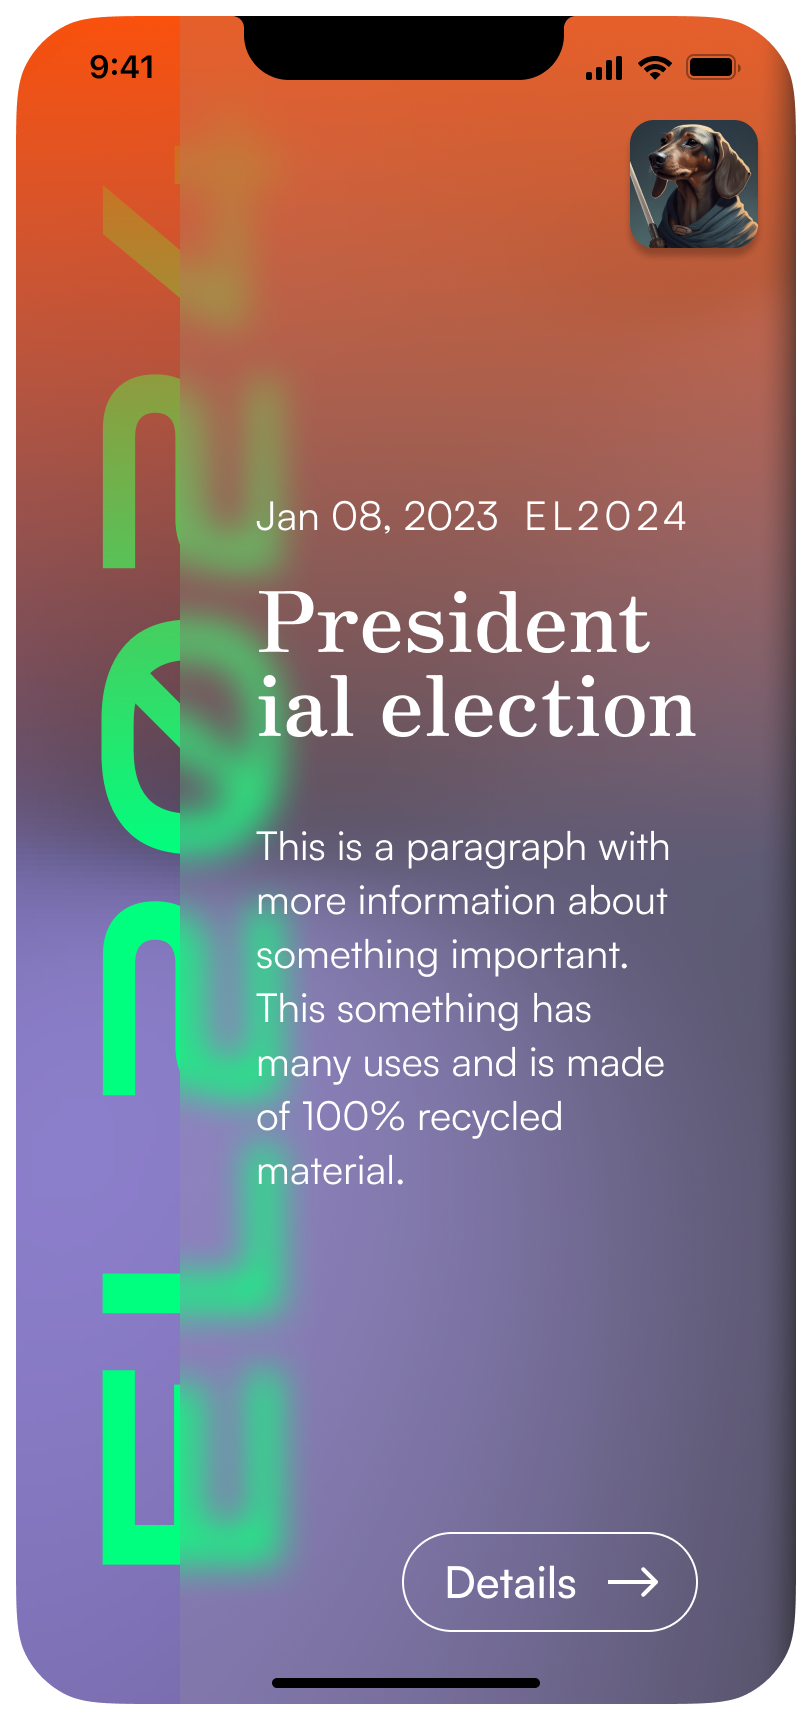 9:41
EL2024
Jan 08, 2023 EL2024
President
ial election
This is a paragraph with
more information about
something important.
This something has
many uses and is made
of 100% recycled
material.
Details